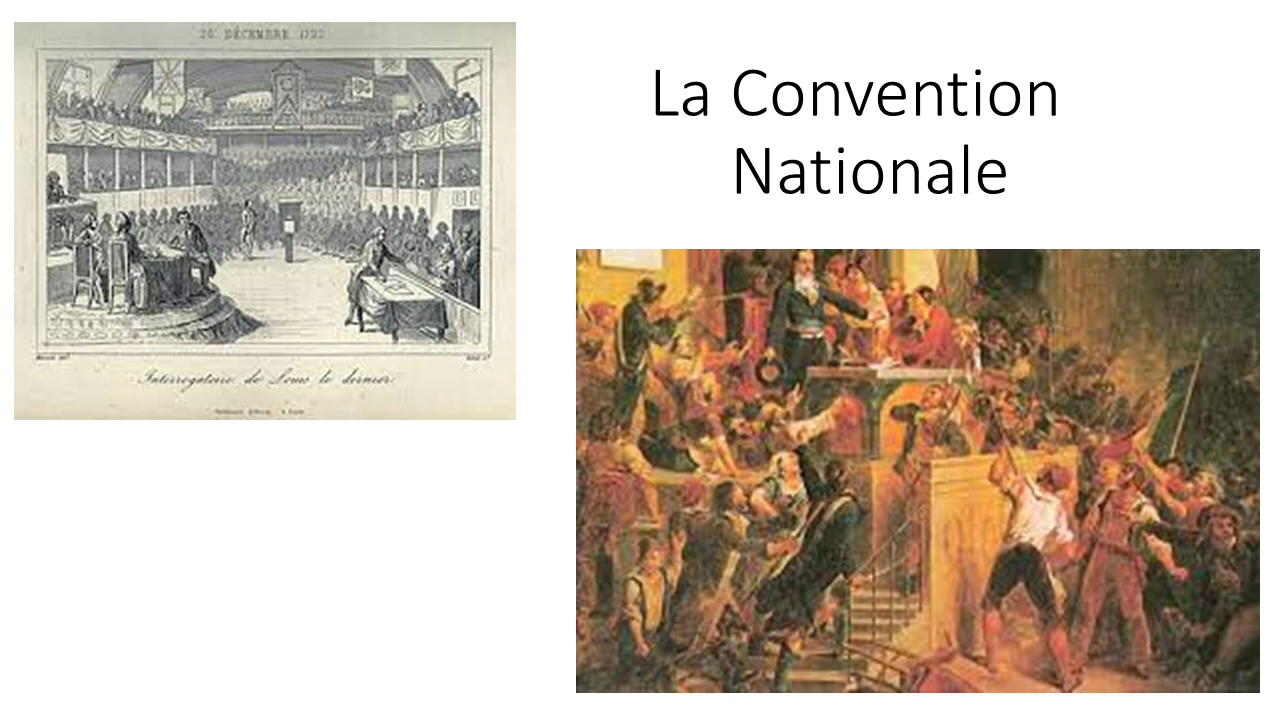 26 DÉCEMBRE 1792
La Convention
Nationale
Interrogatoire de Louis le dernier